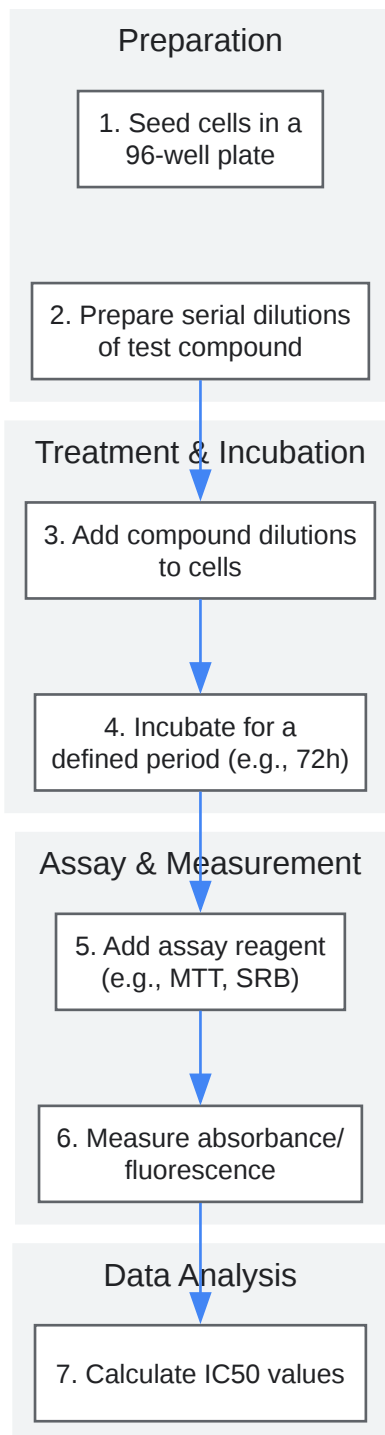 Preparation
1. Seed cells in a
96-well plate
2. Prepare serial dilutions
of test compound
Treatment & Incubation
3. Add compound dilutions
to cells
4. Incubate for a
defined period (e.g., 72h)
Assay & Measurement
5. Add assay reagent
(e.g., MTT, SRB)
6. Measure absorbance/
fluorescence
Data Analysis
7. Calculate IC50 values